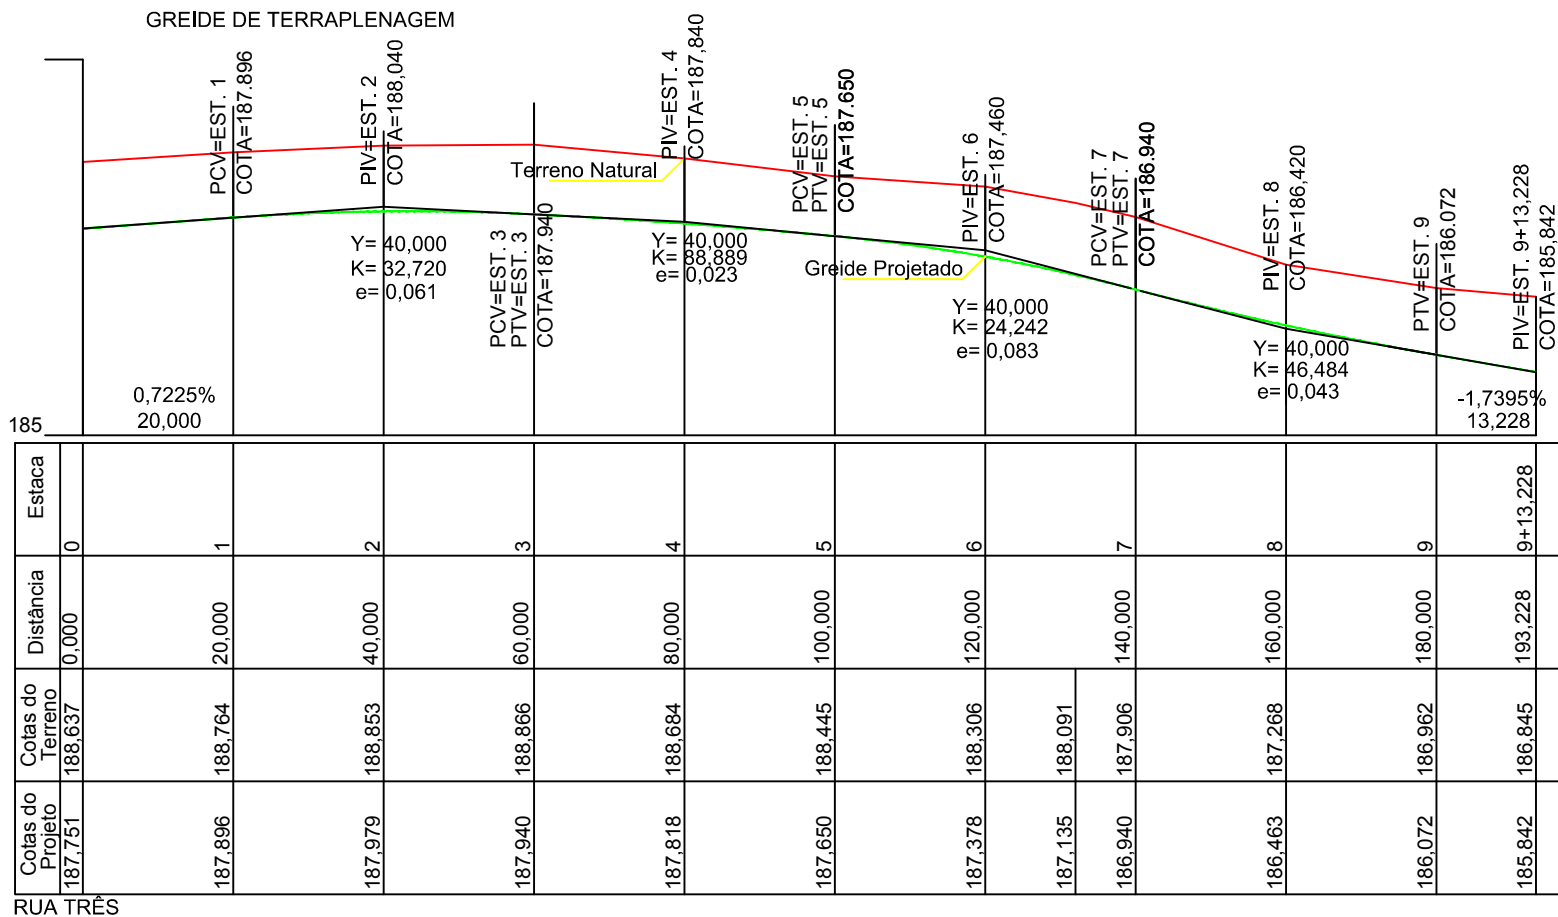 GREIDE DE TERRAPLENAGEM
PCV=EST. 1
COTA=187.896
PIV=EST. 2
COTA=188,040
PCV=EST. 3
PTV=EST. 3
COTA=187.940
PIV=EST. 4
COTA=187,840
PCV=EST. 5
PTV=EST. 5
COTA=187.650
PIV=EST. 6
COTA=187,460
PCV=EST. 7
PTV=EST. 7
COTA=186.940
PIV=EST. 8
COTA=186,420
PTV=EST. 9
COTA=186.072
PIV=EST. 9+13,228
COTA=185,842
Terreno Natural
Greide Projetado
Y= 40,000
K= 32,720
e= 0,061
Y= 40,000
K= 88,889
e= 0,023
Y= 40,000
K= 24,242
e= 0,083
Y= 40,000
K= 46,484
e= 0,043
0,7225%
20,000
-1,7395%
13,228
185
Estaca
0 1 2 3 4 5 6 7 8 9 9+13,228
Distância
0,000 20,000 40,000 60,000 80,000 100,000 120,000 140,000 160,000 180,000 193,228
Cotas do
Terreno
188,637 188,764 188,853 188,866 188,684 188,445 188,306 188,091 187,906 187,268 186,962 186,845
Cotas do
Projeto
187,751 187,896 187,979 187,940 187,818 187,650 187,378 187,135 186,940 186,463 186,072 185,842
RUA TRÊS